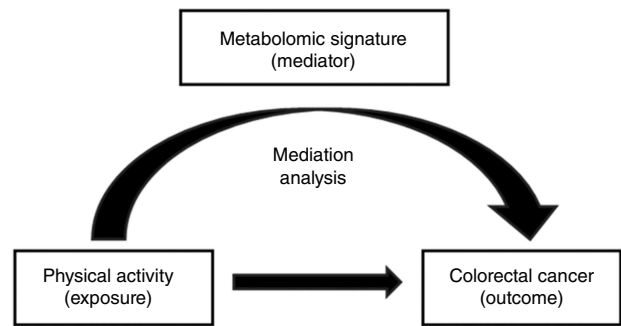 Metabolomic signature
(mediator)
Mediation
analysis
Physical activity
(exposure)
Colorectal cancer
(outcome)